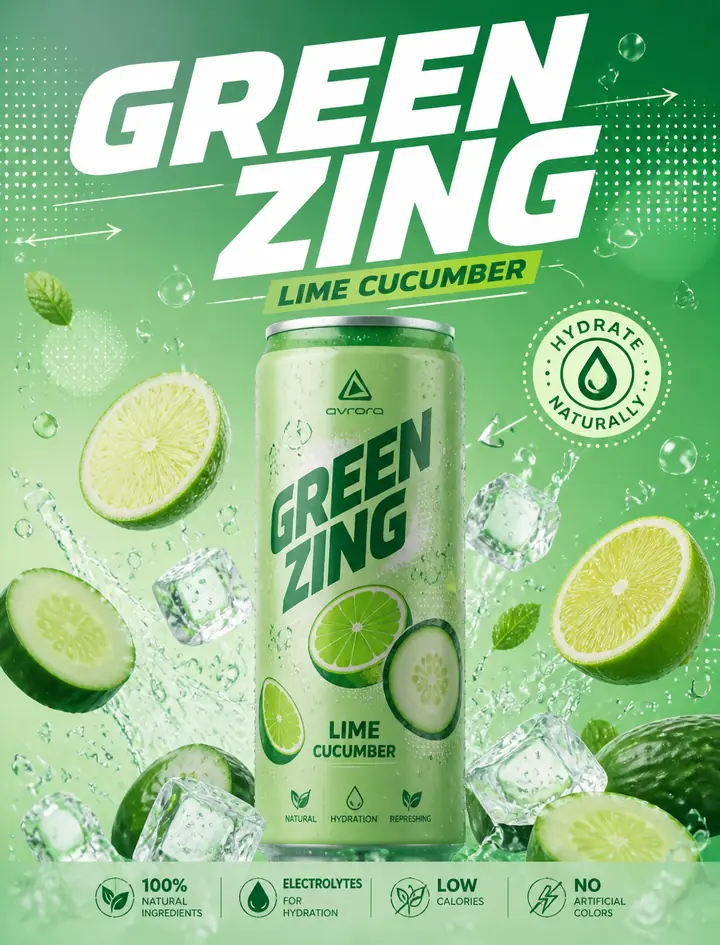 GREEN
ZING
LIME CUCUMBER
HYDRATE
NATURALLY
avrora
GREEN
ZING
LIME
CUCUMBER
NATURAL
HYDRATION
REFRESHING
100%
NATURAL
INGREDIENTS
ELECTROLYTES
FOR
HYDRATION
LOW
CALORIES
NO
ARTIFICIAL
COLORS